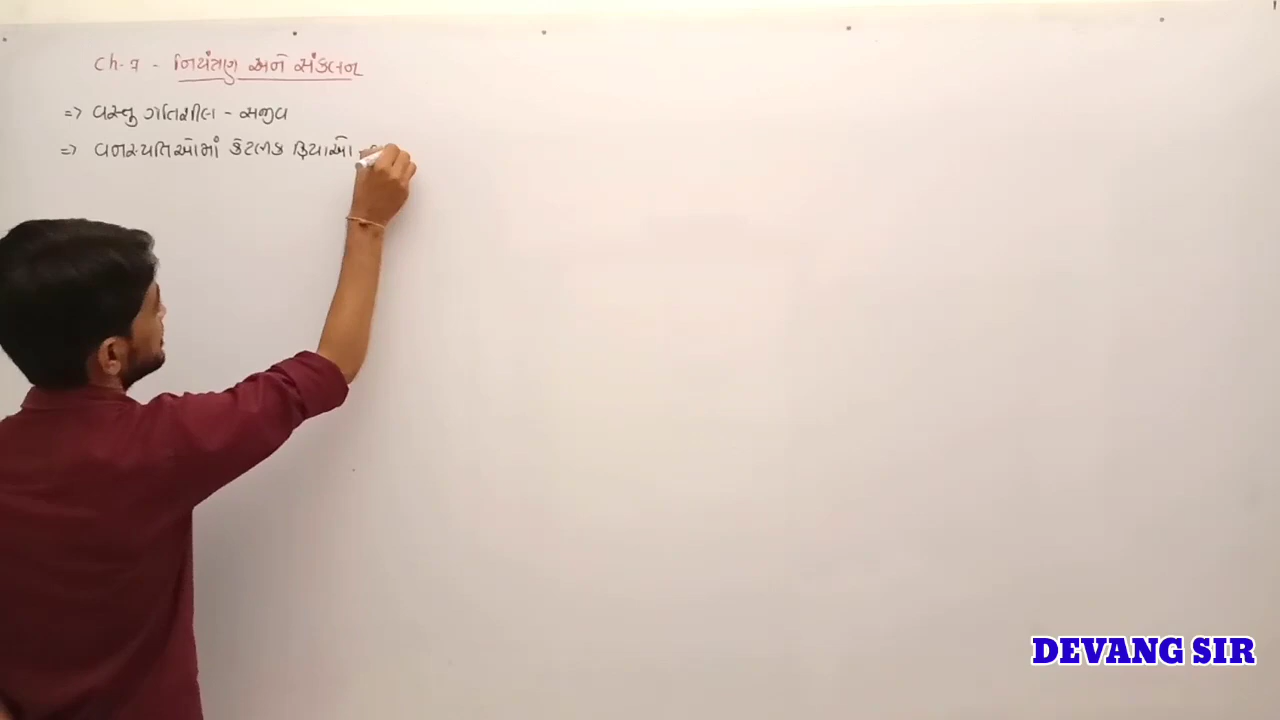 Ch-7 - નિયંત્રણ અને સંકલન
=> વસ્તુ ગતિશીલ - સજીવ
=> વનસ્પતિઓમાં કેટલીક ક્રિયાઓ -
DEVANG SIR